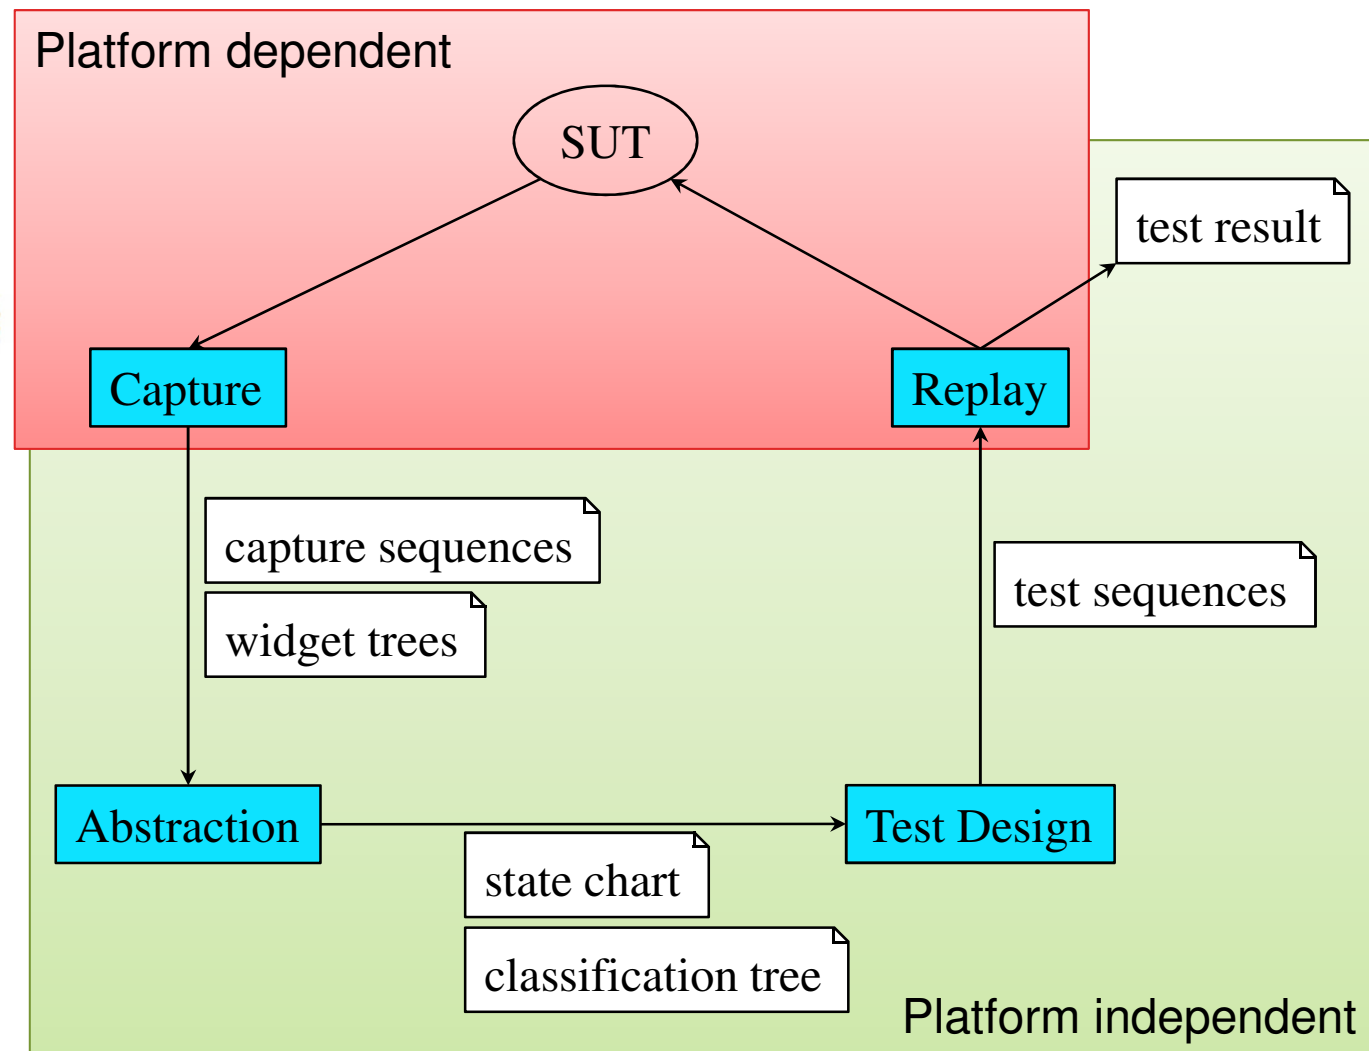 Platform dependent
SUT
test result
Capture
Replay
capture sequences
widget trees
test sequences
Abstraction
Test Design
state chart
classification tree
Platform independent